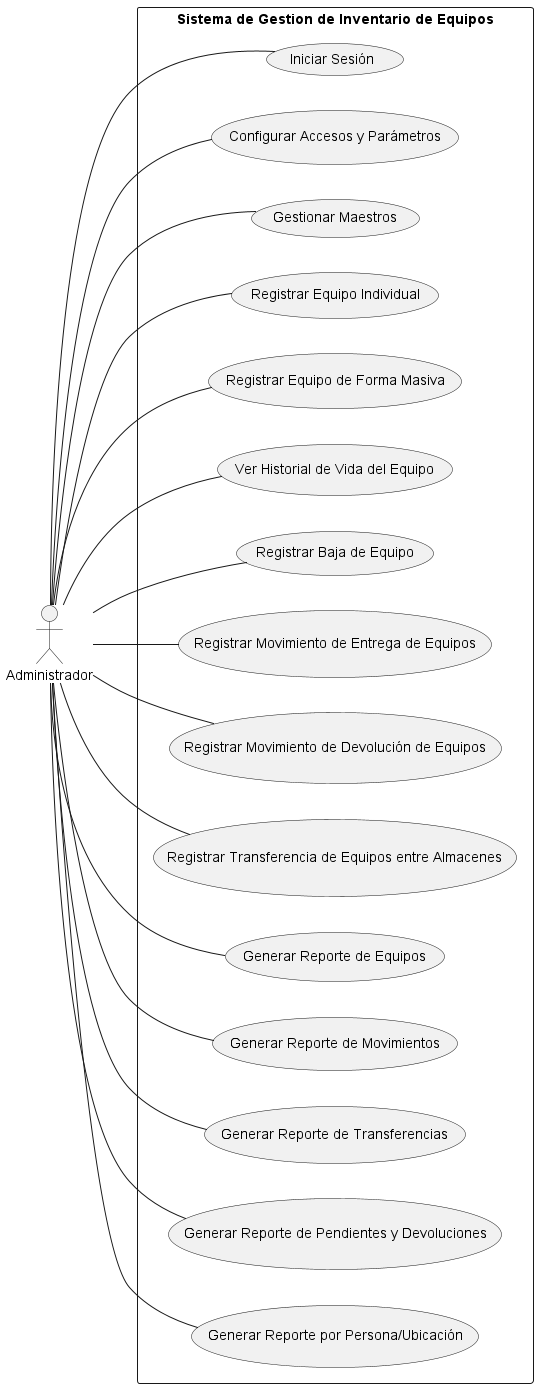 Sistema de Gestion de Inventario de Equipos
Iniciar Sesión
Configurar Accesos y Parámetros
Gestionar Maestros
Registrar Equipo Individual
Registrar Equipo de Forma Masiva
Ver Historial de Vida del Equipo
Registrar Baja de Equipo
Registrar Movimiento de Entrega de Equipos
Administrador
Registrar Movimiento de Devolución de Equipos
Registrar Transferencia de Equipos entre Almacenes
Generar Reporte de Equipos
Generar Reporte de Movimientos
Generar Reporte de Transferencias
Generar Reporte de Pendientes y Devoluciones
Generar Reporte por Persona/Ubicación